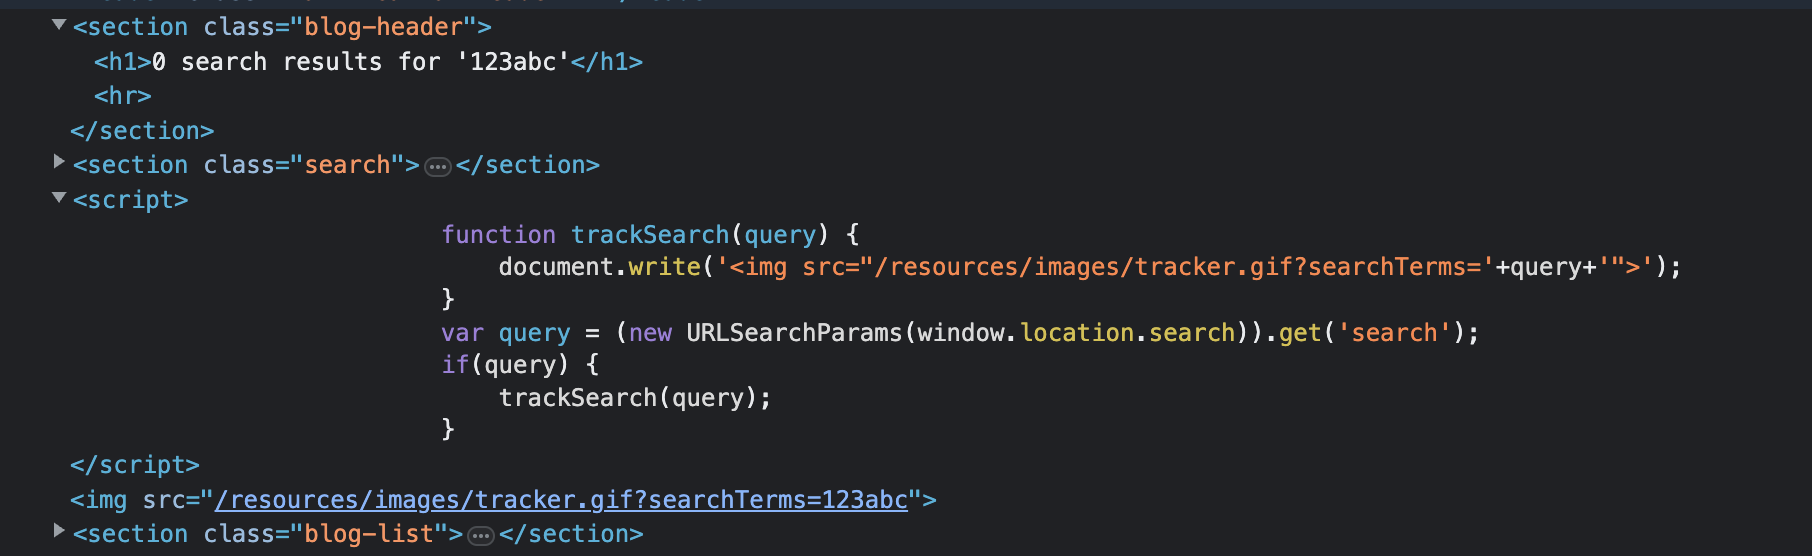 <section class="blog-header">
<h1>0 search results for '123abc'</h1>
<hr>
</section>
<section class="search">…</section>
<script>
function trackSearch(query) {
document.write('<img src="/resources/images/tracker.gif?searchTerms='+query+'">');
}
var query = (new URLSearchParams(window.location.search)).get('search');
if(query) {
trackSearch(query);
}
</script>
<img src="/resources/images/tracker.gif?searchTerms=123abc">
<section class="blog-list">…</section>